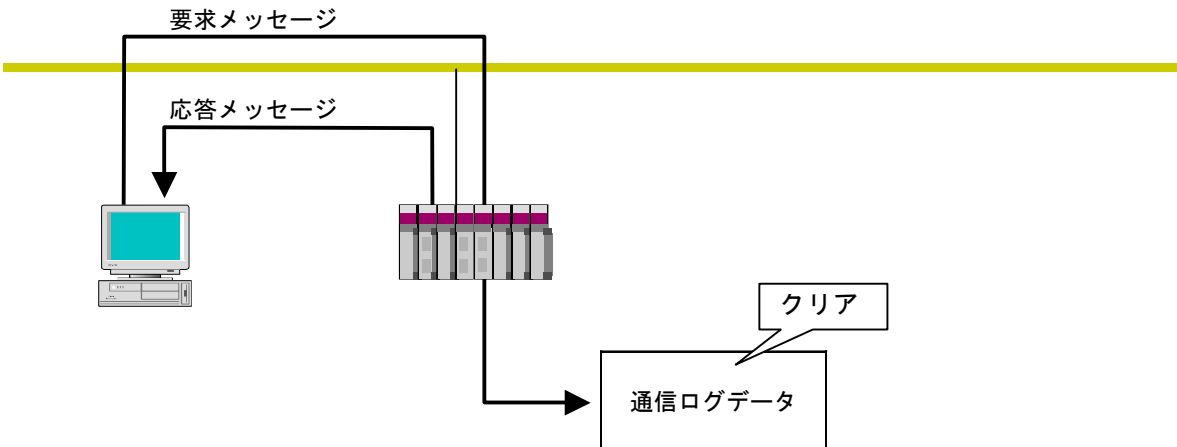 要求メッセージ
応答メッセージ
クリア
通信ログデータ